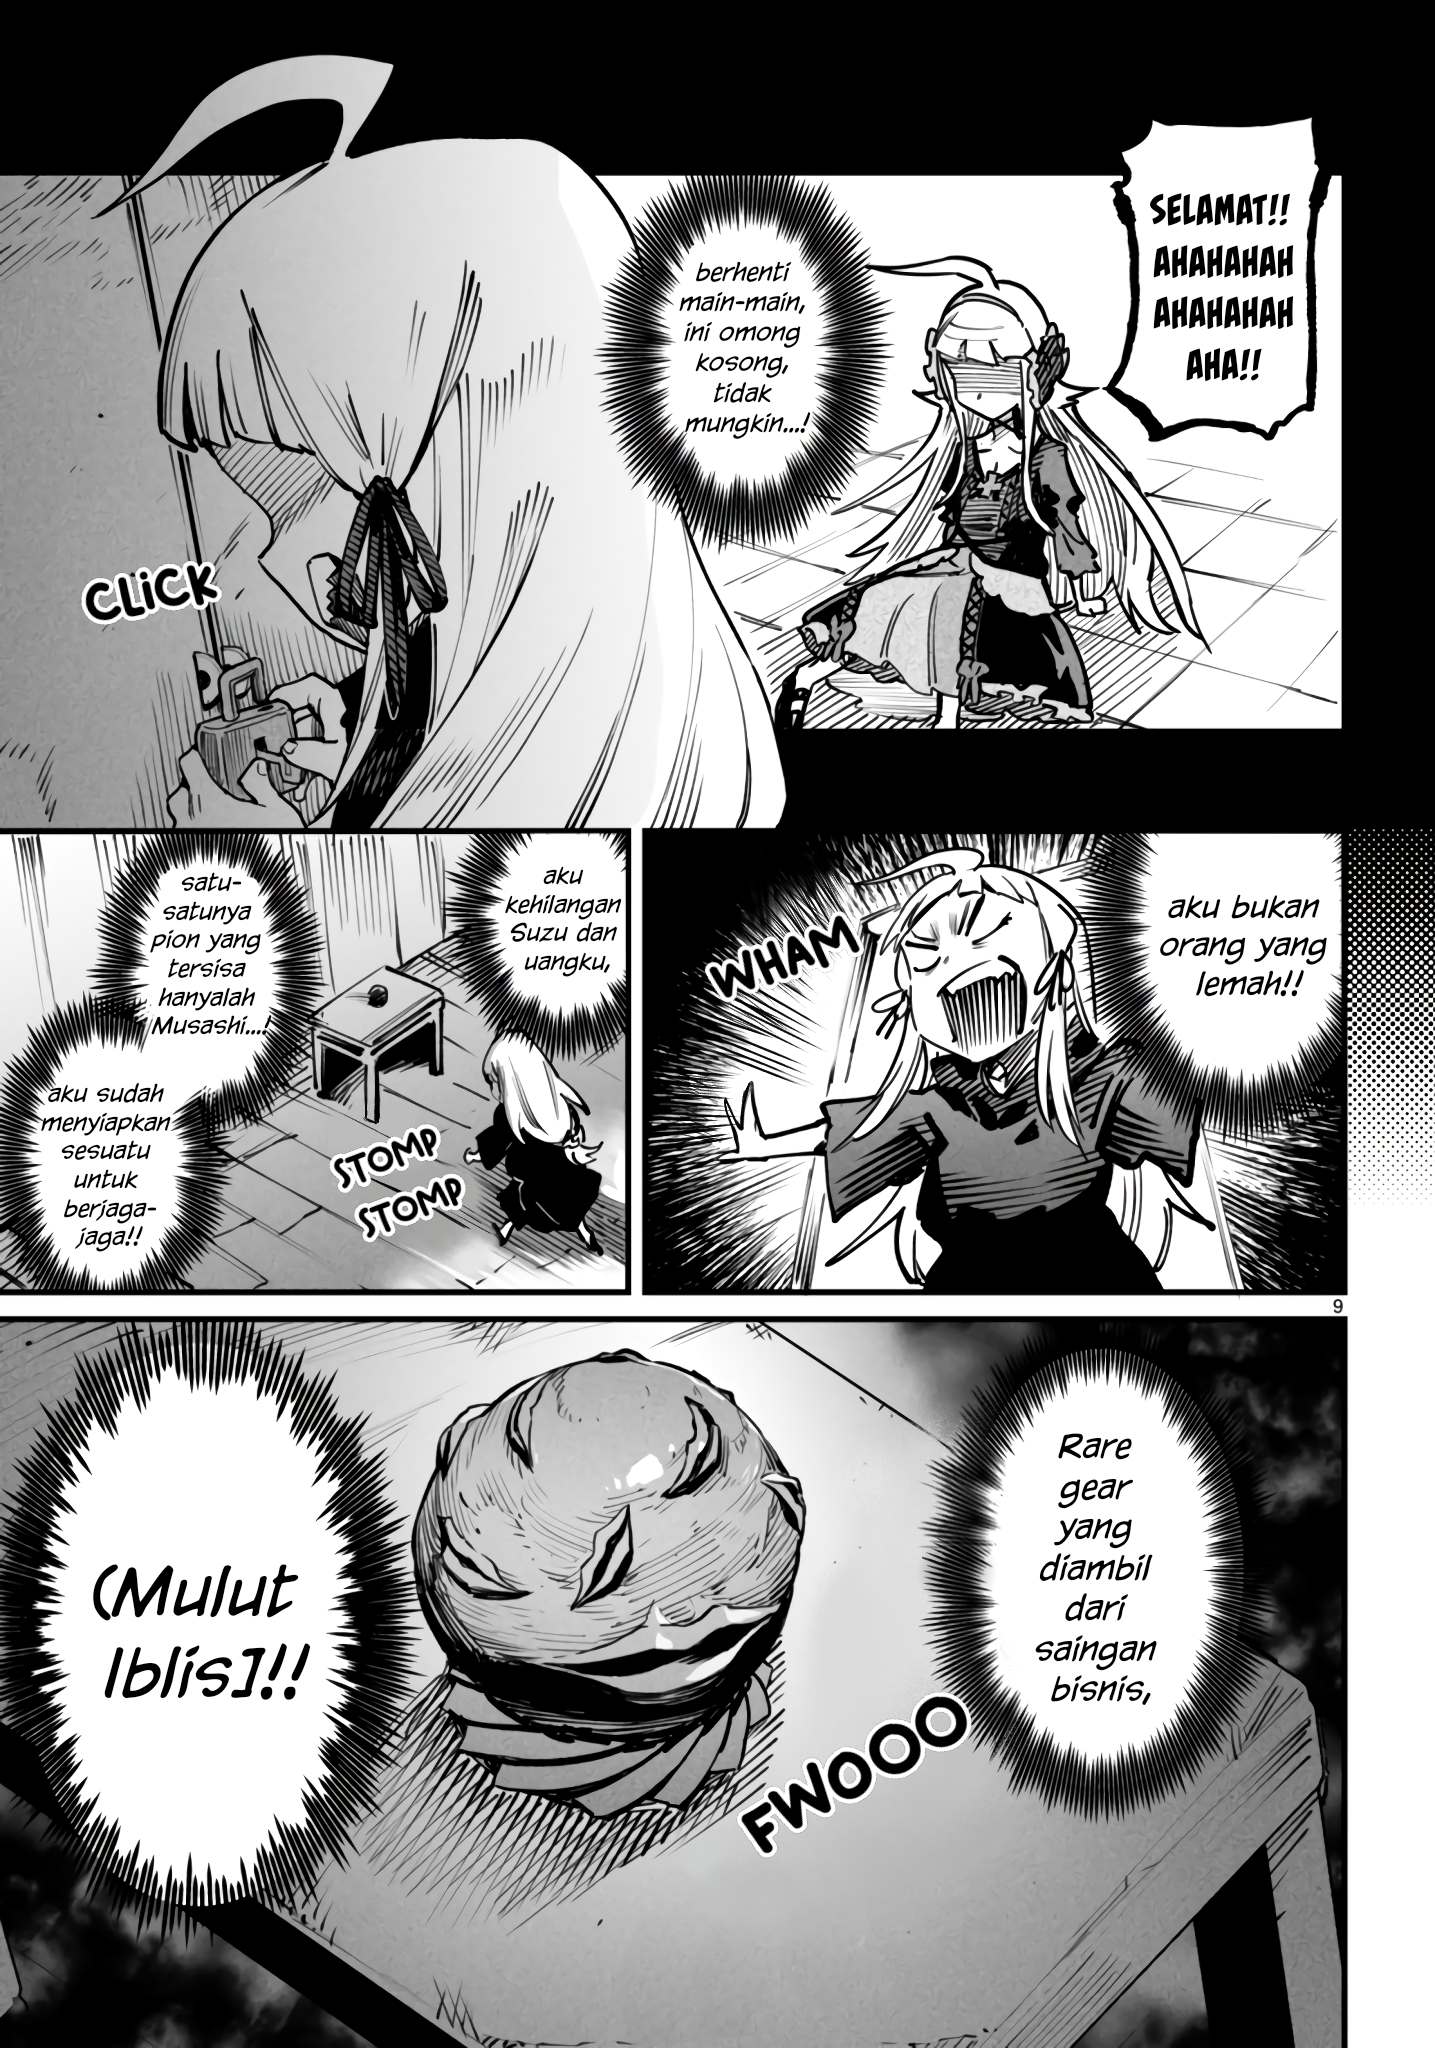 SELAMAT!!
AHAHAHAH
AHAHAHAH
AHA!!
berhenti
main-main,
ini omong
kosong,
tidak
mungkin...!
CLICK
aku bukan
orang yang
lemah!!
WHAM
aku
kehilangan
Suzu dan
uangku,
satu-
satunya
pion yang
tersisa
hanyalah
Musashi...!
aku sudah
menyiapkan
sesuatu
untuk
berjaga-
jaga!!
STOMP
STOMP
9
Rare
gear
yang
diambil
dari
saingan
bisnis,
(Mulut
Iblis]!!
FWOOO